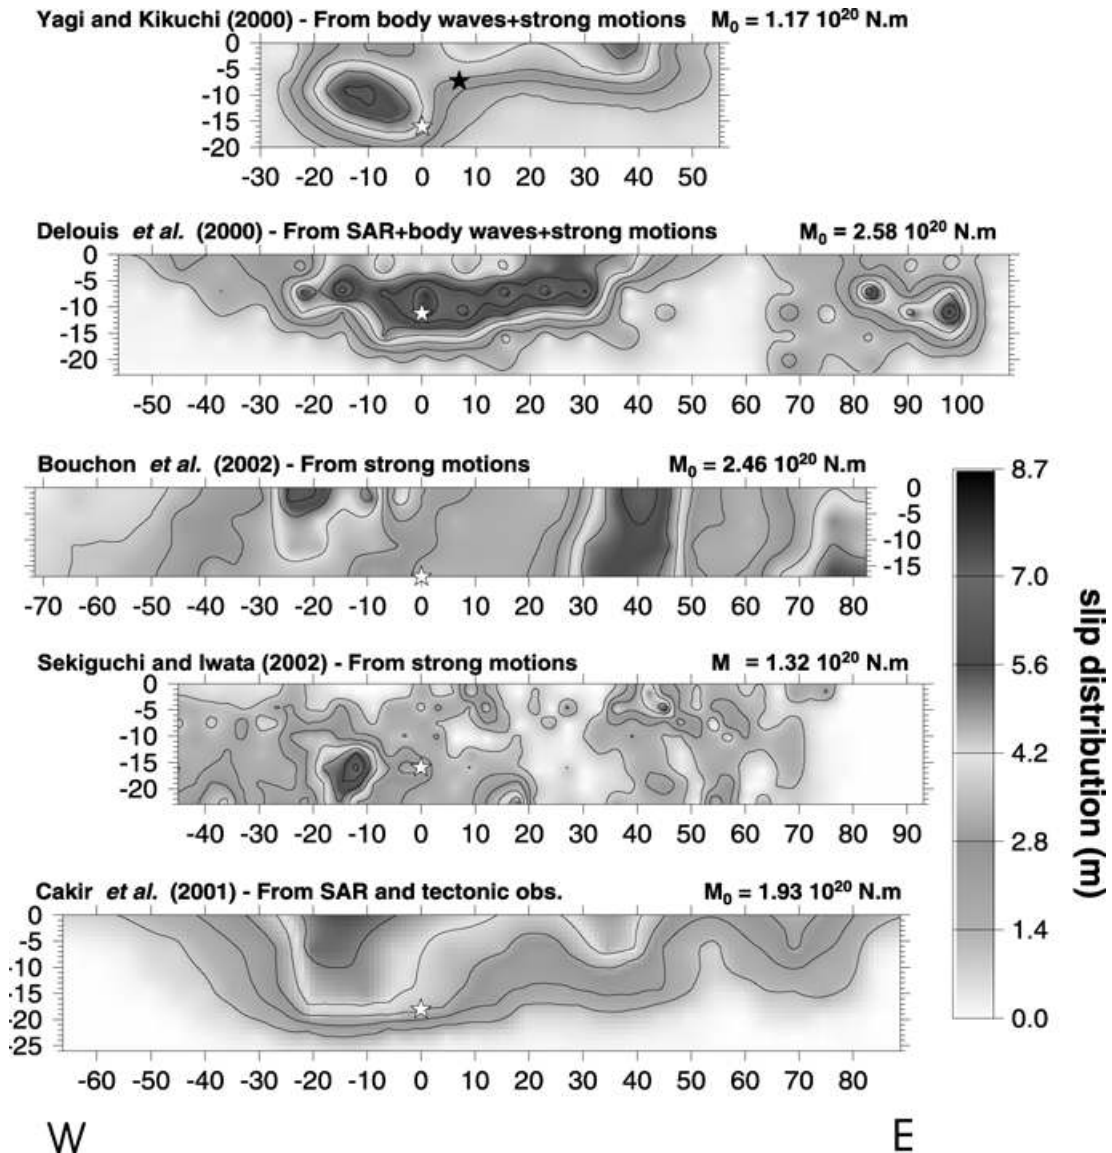 Yagi and Kikuchi (2000) - From body waves+strong motions M0 = 1.17 10^20 N.m
0
-5
-10
-15
-20
-30 -20 -10 0 10 20 30 40 50
Delouis et al. (2000) - From SAR+body waves+strong motions M0 = 2.58 10^20 N.m
0
-5
-10
-15
-20
-50 -40 -30 -20 -10 0 10 20 30 40 50 60 70 80 90 100
Bouchon et al. (2002) - From strong motions M0 = 2.46 10^20 N.m
0
-5
-10
-15
-70 -60 -50 -40 -30 -20 -10 0 10 20 30 40 50 60 70 80
Sekiguchi and Iwata (2002) - From strong motions M = 1.32 10^20 N.m
0
-5
-10
-15
-20
-40 -30 -20 -10 0 10 20 30 40 50 60 70 80 90
Cakir et al. (2001) - From SAR and tectonic obs. M0 = 1.93 10^20 N.m
0
-5
-10
-15
-20
-25
-60 -50 -40 -30 -20 -10 0 10 20 30 40 50 60 70 80
W E
8.7
7.0
5.6
4.2
2.8
1.4
0.0
slip distribution (m)